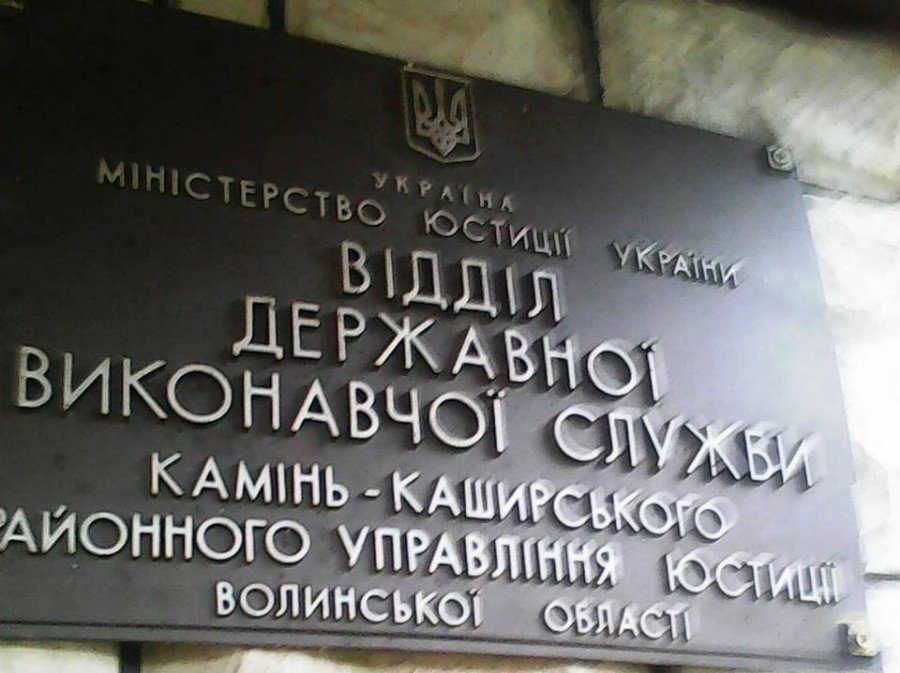 УКРАЇНА
МІНІСТЕРСТВО ЮСТИЦІЇ УКРАЇНИ
ВІДДІЛ
ДЕРЖАВНОЇ
ВИКОНАВЧОЇ СЛУЖБИ
КАМІНЬ-КАШИРСЬКОГО
РАЙОННОГО УПРАВЛІННЯ ЮСТИЦІЇ
ВОЛИНСЬКОЇ ОБЛАСТІ